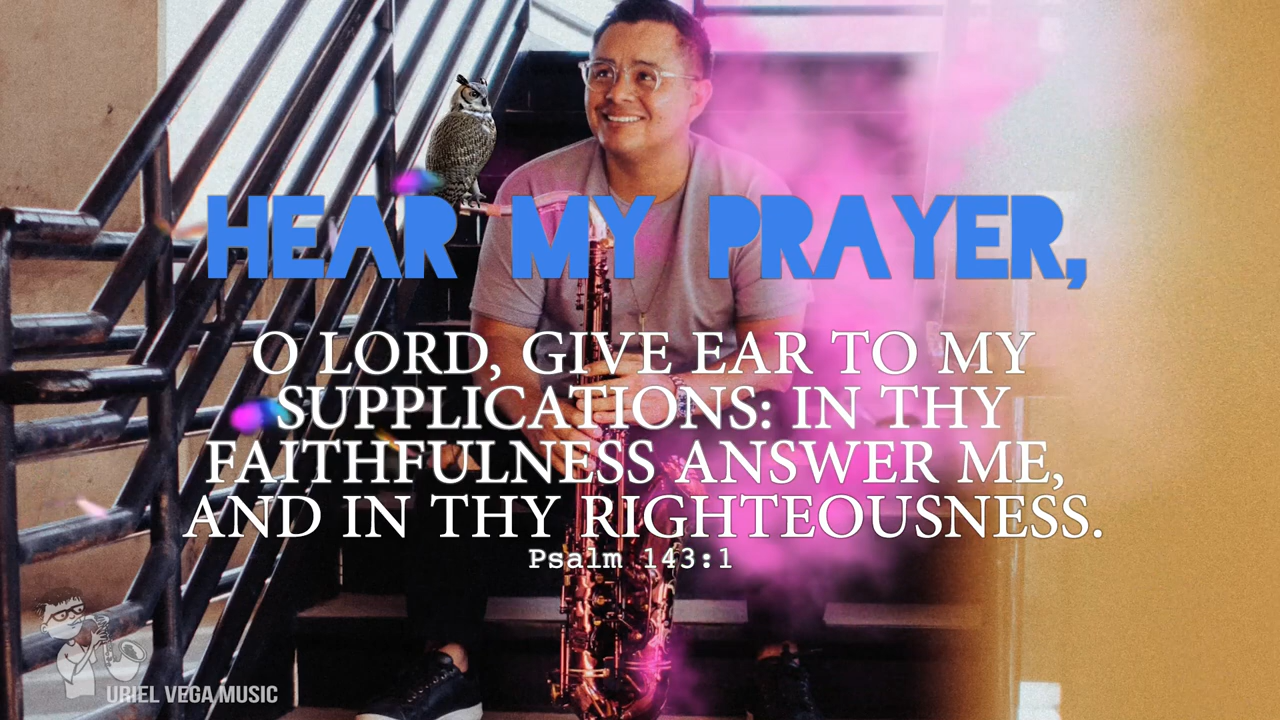 HEAR MY PRAYER,
O LORD, GIVE EAR TO MY
SUPPLICATIONS: IN THY
FAITHFULNESS ANSWER ME,
AND IN THY RIGHTEOUSNESS.
Psalm 143:1
URIEL VEGA MUSIC